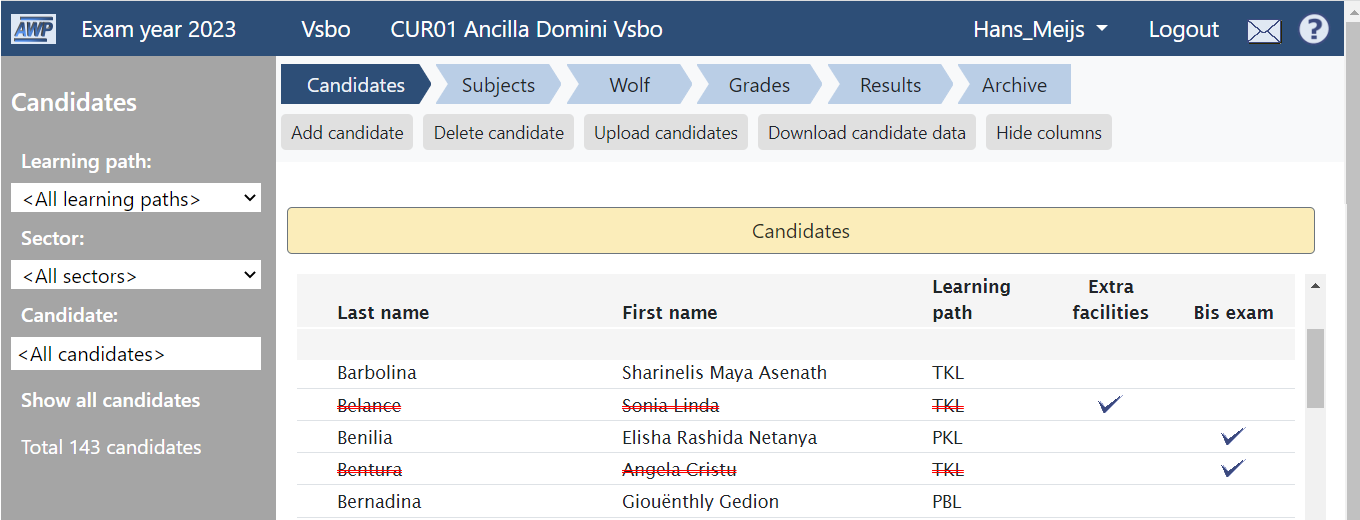 AWP Exam year 2023 Vsbo CUR01 Ancilla Domini Vsbo Hans_Meijs Logout ?
Candidates Subjects Wolf Grades Results Archive
Add candidate Delete candidate Upload candidates Download candidate data Hide columns
Candidates
Learning path:
<All learning paths>
Sector:
<All sectors>
Candidate:
<All candidates>
Show all candidates
Total 143 candidates
Candidates
Last name First name Learning path Extra facilities Bis exam
Barbolina Sharinelis Maya Asenath TKL
Belance Sonia Linda TKL
Benilia Elisha Rashida Netanya PKL
Bentura Angela Cristu TKL
Bernadina Giouënthly Gedion PBL